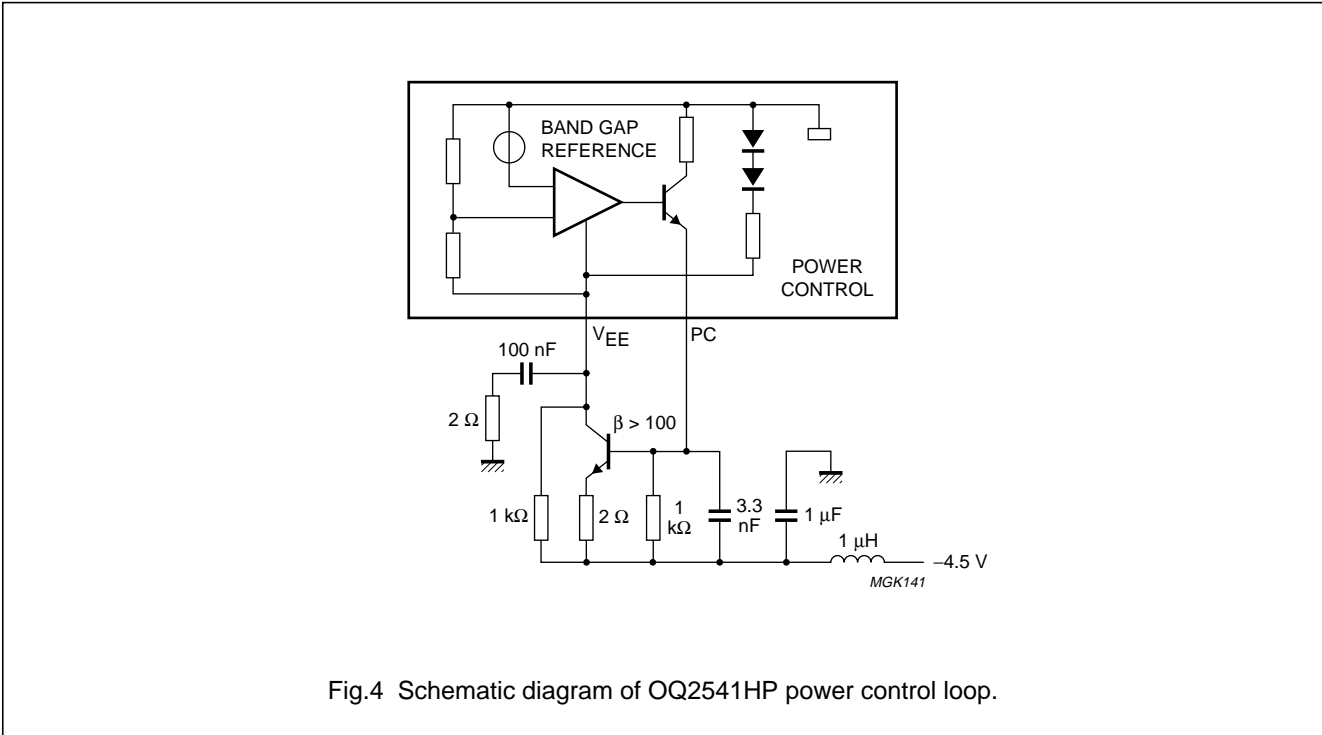 BAND GAP
REFERENCE
POWER
CONTROL
VEE
PC
100 nF
2 Ω
β > 100
1 kΩ
2 Ω
1
kΩ
3.3
nF
1 μF
1 μH
−4.5 V
MGK141
Fig.4 Schematic diagram of OQ2541HP power control loop.